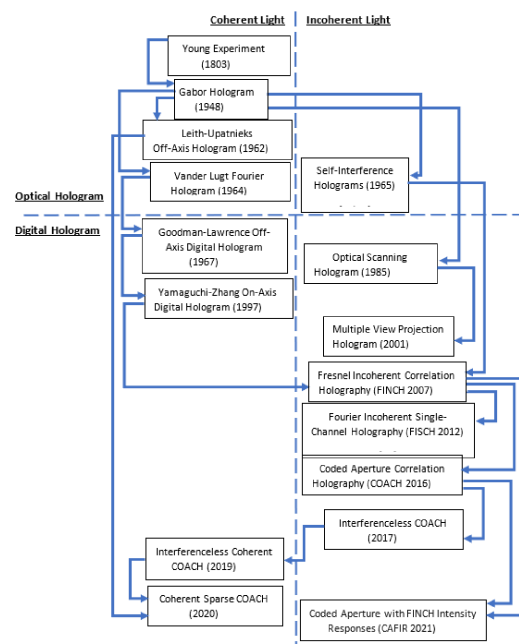 Coherent Light
Incoherent Light
Young Experiment
(1803)
Gabor Hologram
(1948)
Leith-Upatnieks
Off-Axis Hologram (1962)
Vander Lugt Fourier
Hologram (1964)
Self-Interference
Holograms (1965)
Optical Hologram
Digital Hologram
Goodman-Lawrence Off-
Axis Digital Hologram
(1967)
Optical Scanning
Hologram (1985)
Yamaguchi-Zhang On-Axis
Digital Hologram (1997)
Multiple View Projection
Hologram (2001)
Fresnel Incoherent Correlation
Holography (FINCH 2007)
Fourier Incoherent Single-
Channel Holography (FISCH 2012)
Coded Aperture Correlation
Holography (COACH 2016)
Interferenceless COACH
(2017)
Interferenceless Coherent
COACH (2019)
Coherent Sparse COACH
(2020)
Coded Aperture with FINCH Intensity
Responses (CAFIR 2021)